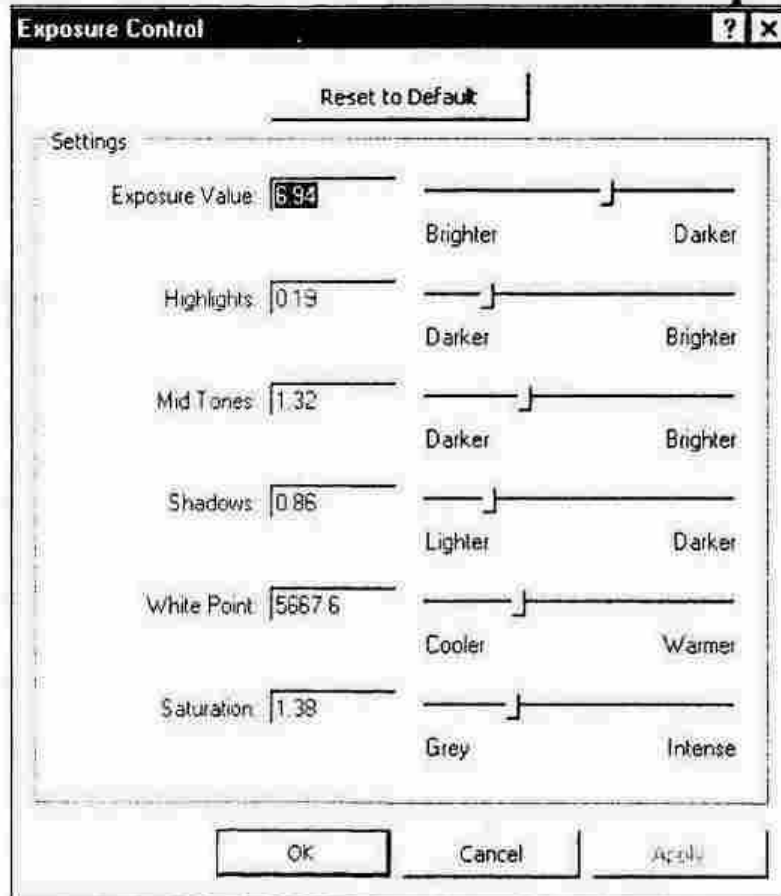 Exposure Control ? ×
Reset to Default
Settings
Exposure Value: 6.94
Brighter Darker
Highlights: 0.19
Darker Brighter
Mid Tones: 1.32
Darker Brighter
Shadows: 0.86
Lighter Darker
White Point: 5667.6
Cooler Warmer
Saturation: 1.38
Grey Intense
OK Cancel Apply